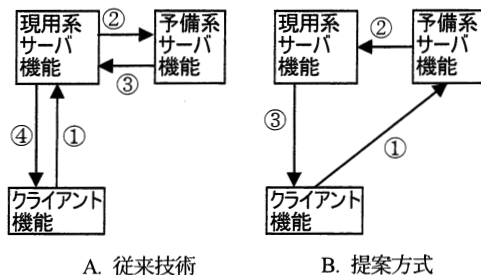 現用系
サーバ
機能
②
③
予備系
サーバ
機能
④
①
クライアント
機能
A. 従来技術
現用系
サーバ
機能
②
予備系
サーバ
機能
③
①
クライアント
機能
B. 提案方式